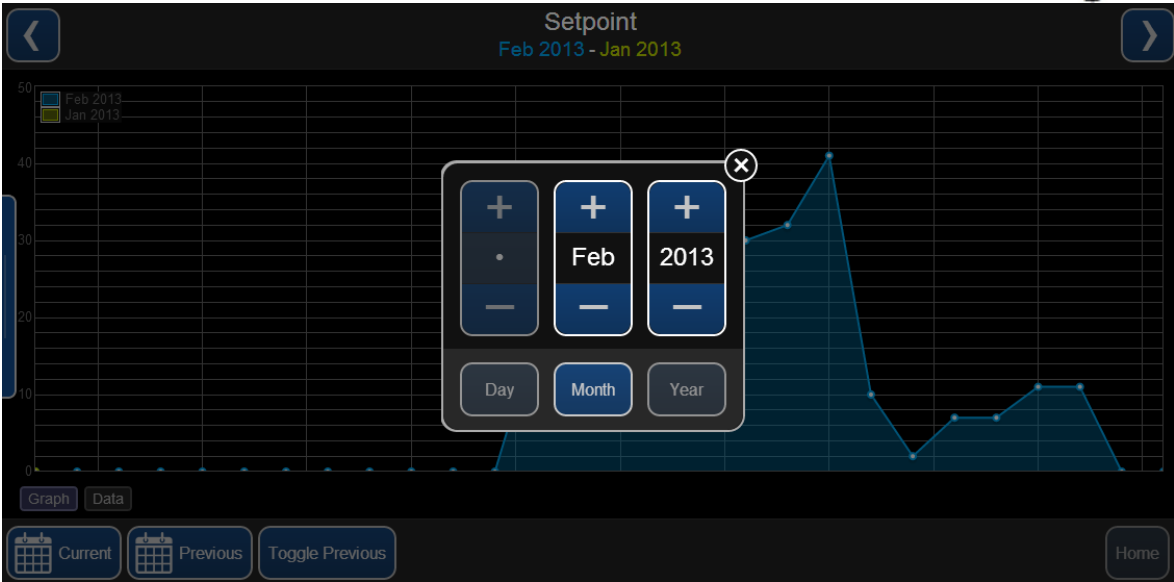 Setpoint
Feb 2013 - Jan 2013
50
Feb 2013
Jan 2013
40
30
20
10
0
+ + +
• Feb 2013
— — —
Day Month Year
Graph Data
Current Previous Toggle Previous Home